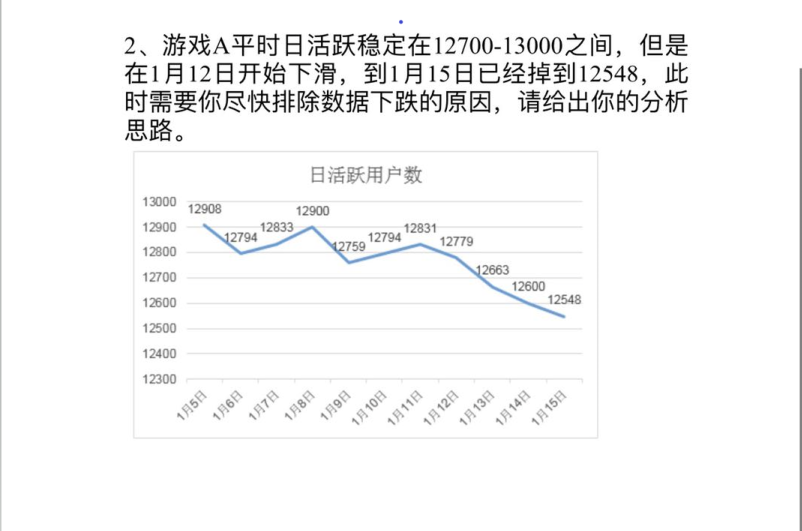 2、游戏A平时日活跃稳定在12700-13000之间，但是
在1月12日开始下滑，到1月15日已经掉到12548，此
时需要你尽快排除数据下跌的原因，请给出你的分析
思路。
日活跃用户数
13000
12900
12800
12700
12600
12500
12400
12300
12908
12794
12833
12900
12759
12794
12831
12779
12663
12600
12548
1月5日
1月6日
1月7日
1月8日
1月9日
1月10日
1月11日
1月12日
1月13日
1月14日
1月15日